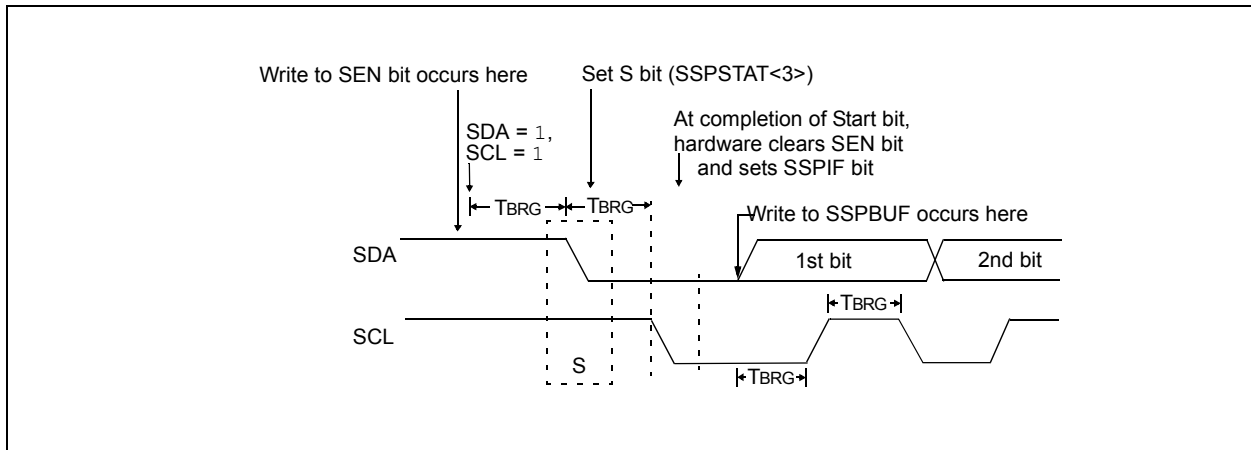 Write to SEN bit occurs here
Set S bit (SSPSTAT<3>)
SDA = 1,
SCL = 1
At completion of Start bit,
hardware clears SEN bit
and sets SSPIF bit
TBRG
TBRG
Write to SSPBUF occurs here
SDA
1st bit
2nd bit
TBRG
SCL
S
TBRG